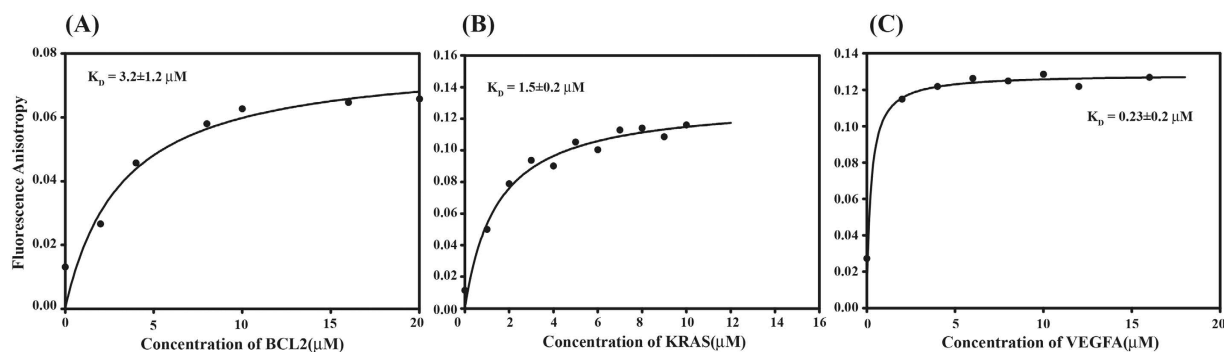 (A)
0.08
0.06
0.04
0.02
0.00
Fluorescence Anisotropy
K_D = 3.2±1.2 μM
0 5 10 15 20
Concentration of BCL2(μM)
(B)
0.16
0.14
0.12
0.10
0.08
0.06
0.04
0.02
0.00
K_D = 1.5±0.2 μM
0 2 4 6 8 10 12 14 16
Concentration of KRAS(μM)
(C)
0.14
0.12
0.10
0.08
0.06
0.04
0.12
0.00
K_D = 0.23±0.2 μM
0 5 10 15 20
Concentration of VEGFA(μM)